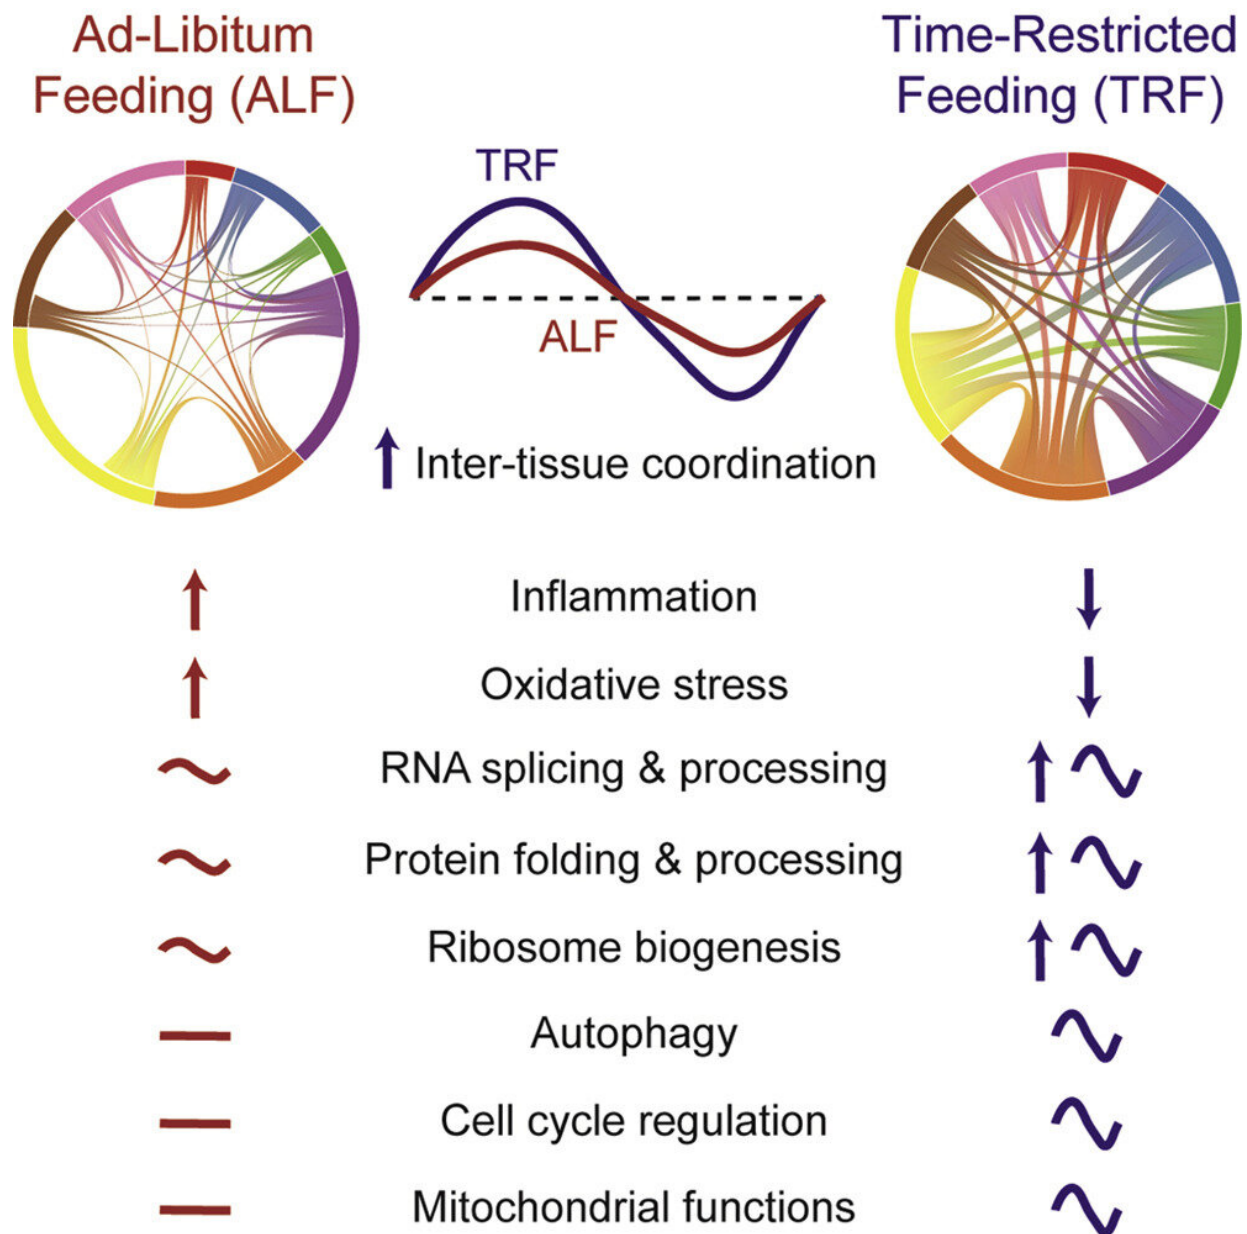 Ad-Libitum
Feeding (ALF)
Time-Restricted
Feeding (TRF)
TRF
ALF
Inter-tissue coordination
Inflammation
Oxidative stress
RNA splicing & processing
Protein folding & processing
Ribosome biogenesis
Autophagy
Cell cycle regulation
Mitochondrial functions